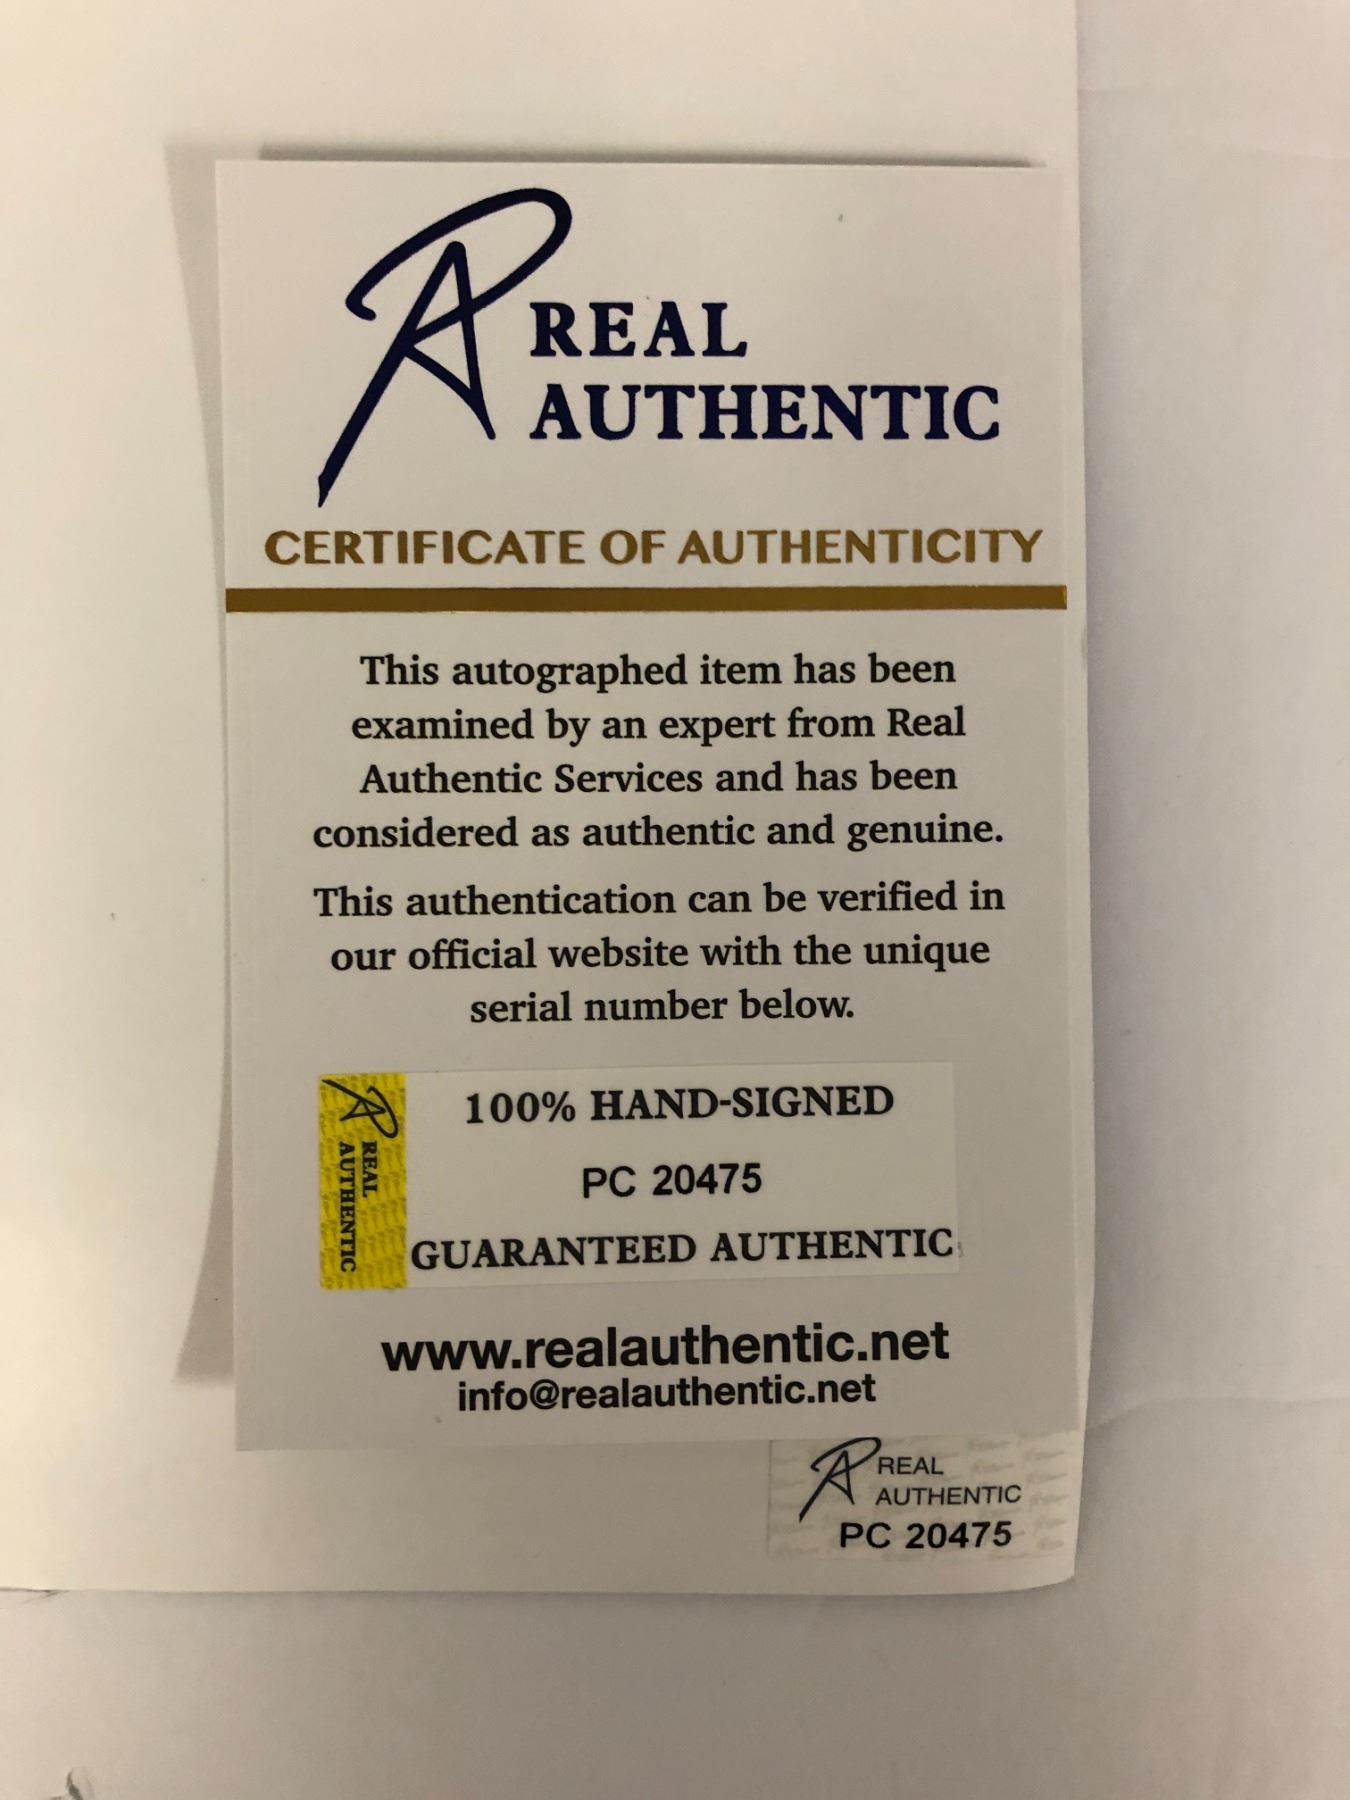 REAL
AUTHENTIC
CERTIFICATE OF AUTHENTICITY
This autographed item has been
examined by an expert from Real
Authentic Services and has been
considered as authentic and genuine.
This authentication can be verified in
our official website with the unique
serial number below.
REAL
AUTHENTIC
100% HAND-SIGNED
PC 20475
GUARANTEED AUTHENTIC
www.realauthentic.net
info@realauthentic.net
REAL
AUTHENTIC
PC 20475